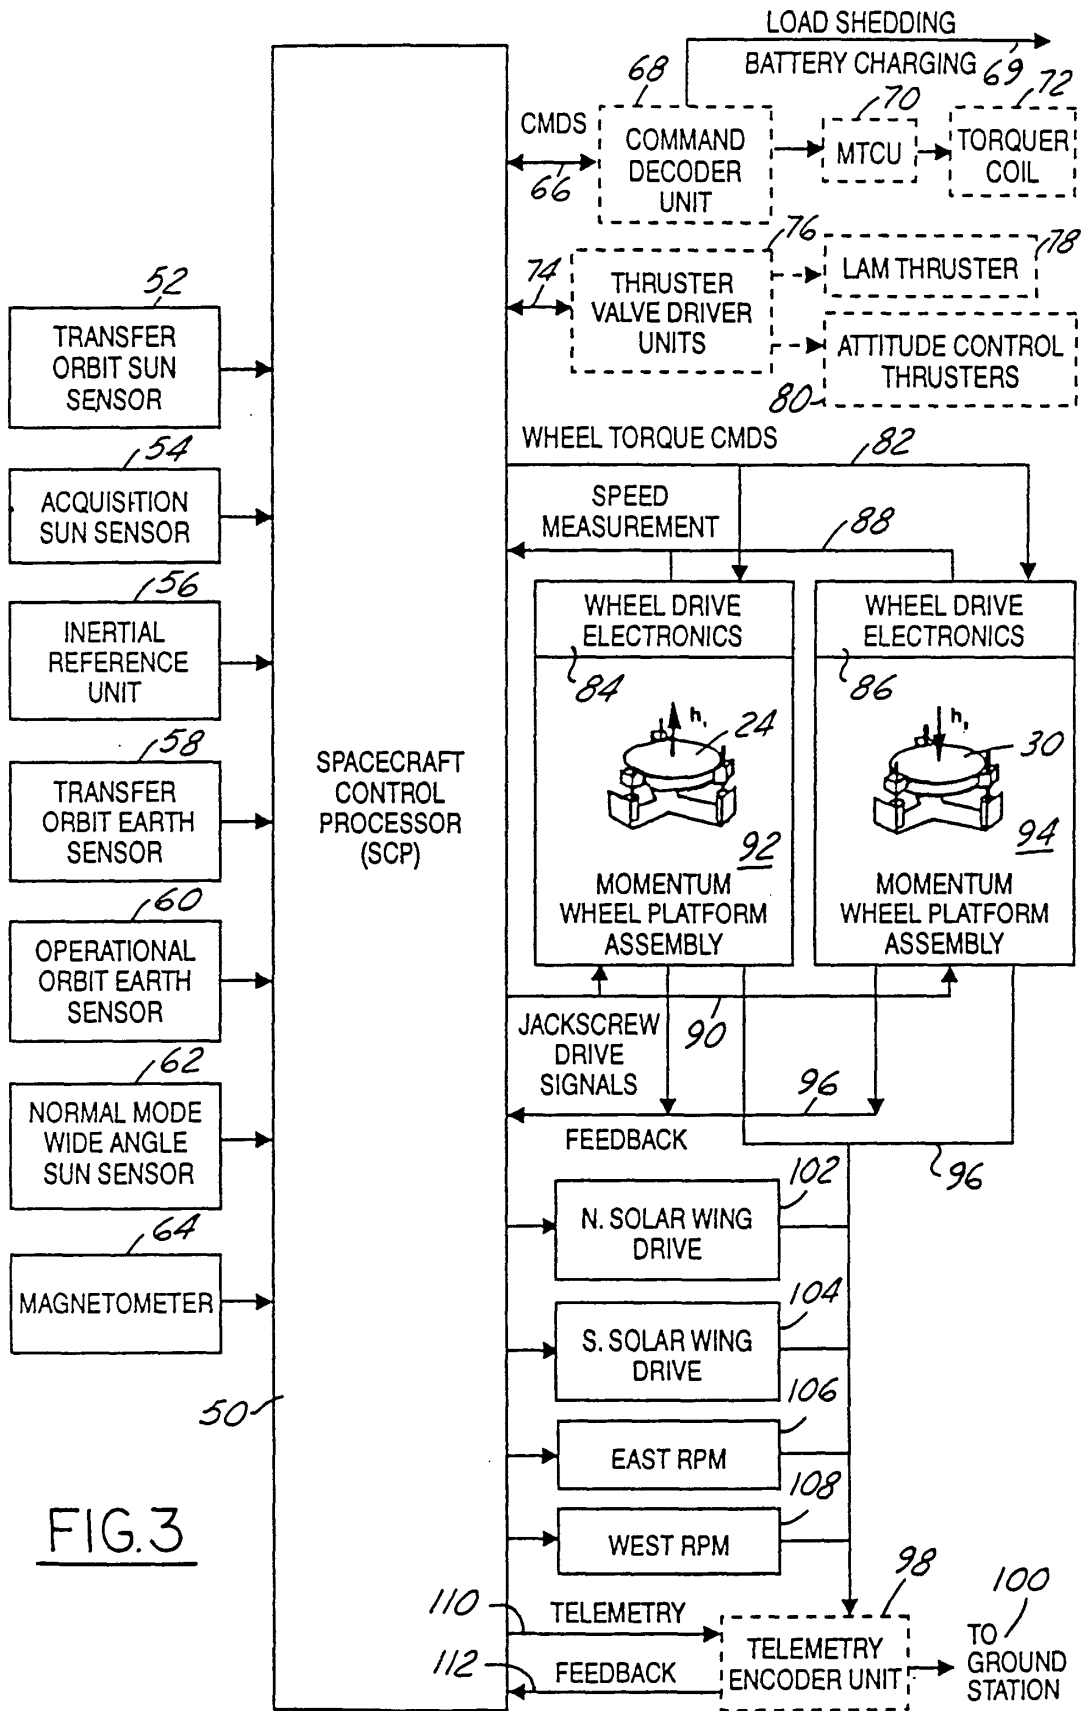 LOAD SHEDDING
BATTERY CHARGING
69
68
70
72
CMDS
66
COMMAND
DECODER
UNIT
MTCU
TORQUER
COIL
74
76
THRUSTER
VALVE DRIVER
UNITS
LAM THRUSTER
78
ATTITUDE CONTROL
THRUSTERS
80
52
TRANSFER
ORBIT SUN
SENSOR
54
ACQUISITION
SUN SENSOR
56
INERTIAL
REFERENCE
UNIT
58
TRANSFER
ORBIT EARTH
SENSOR
60
OPERATIONAL
ORBIT EARTH
SENSOR
62
NORMAL MODE
WIDE ANGLE
SUN SENSOR
64
MAGNETOMETER
SPACECRAFT
CONTROL
PROCESSOR
(SCP)
50
WHEEL TORQUE CMDS
82
SPEED
MEASUREMENT
88
WHEEL DRIVE
ELECTRONICS
84
h1
24
92
MOMENTUM
WHEEL PLATFORM
ASSEMBLY
WHEEL DRIVE
ELECTRONICS
86
h1
30
94
MOMENTUM
WHEEL PLATFORM
ASSEMBLY
JACKSCREW
DRIVE
SIGNALS
90
96
FEEDBACK
96
102
N. SOLAR WING
DRIVE
104
S. SOLAR WING
DRIVE
106
EAST RPM
108
WEST RPM
110
TELEMETRY
112
FEEDBACK
98
TELEMETRY
ENCODER UNIT
100
TO
GROUND
STATION
FIG.3